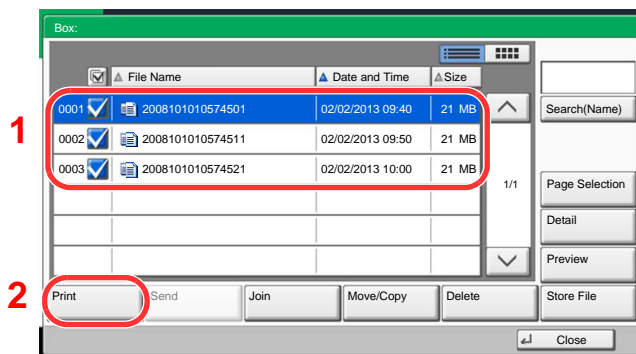 Box:
File Name Date and Time Size
1
0001 2008101010574501 02/02/2013 09:40 21 MB
Search(Name)
0002 2008101010574511 02/02/2013 09:50 21 MB
0003 2008101010574521 02/02/2013 10:00 21 MB
1/1
Page Selection
Detail
Preview
2
Print Send Join Move/Copy Delete Store File
Close